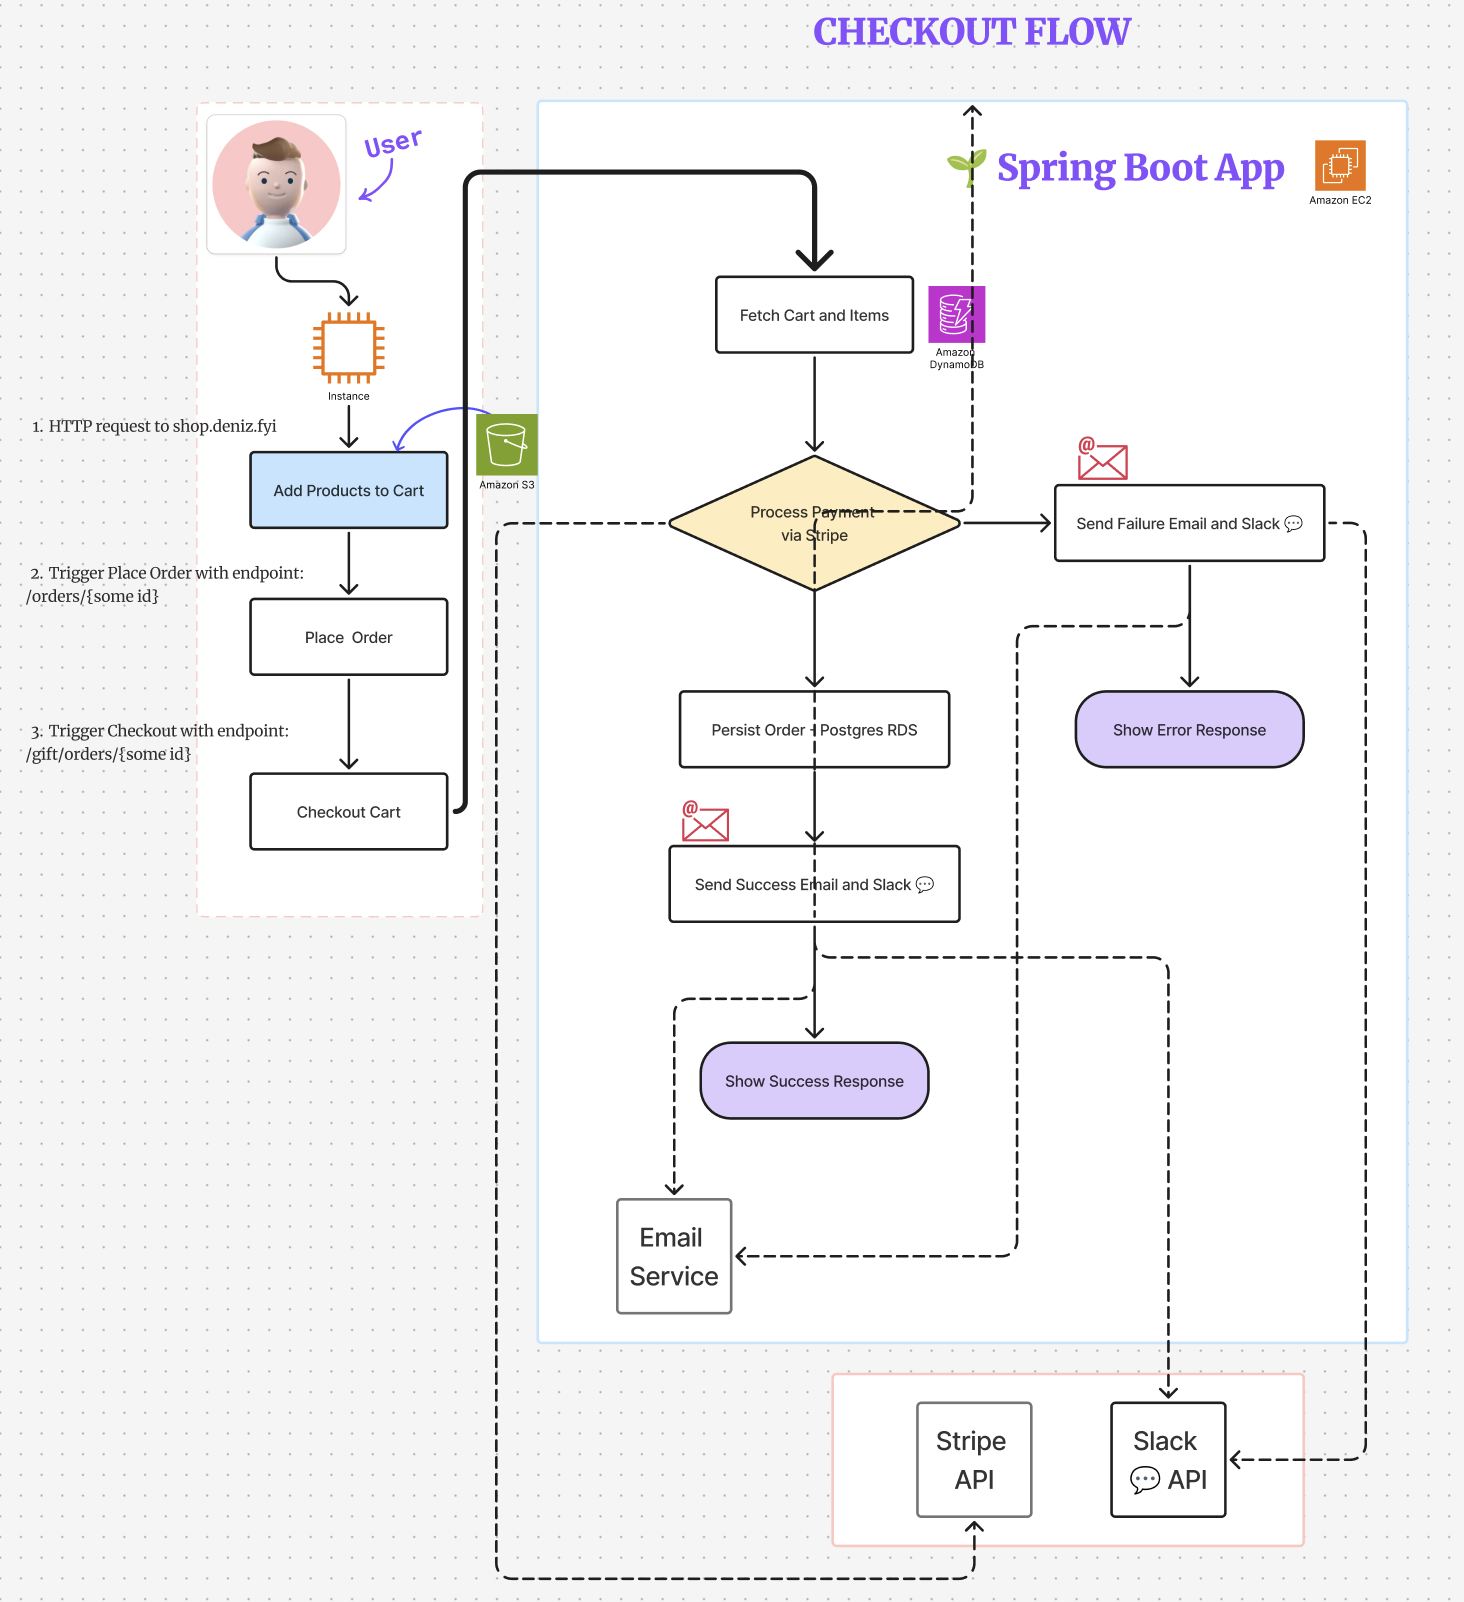 CHECKOUT FLOW
User
Instance
1. HTTP request to shop.deniz.fyi
Add Products to Cart
Amazon S3
2. Trigger Place Order with endpoint:
/orders/{some id}
Place Order
3. Trigger Checkout with endpoint:
/gift/orders/{some id}
Checkout Cart
Spring Boot App
Amazon EC2
Fetch Cart and Items
Amazon
DynamoDB
Process Payment
via Stripe
@
Send Failure Email and Slack 💬
Persist Order - Postgres RDS
Show Error Response
@
Send Success Email and Slack 💬
Show Success Response
Email
Service
Stripe
API
Slack
💬 API